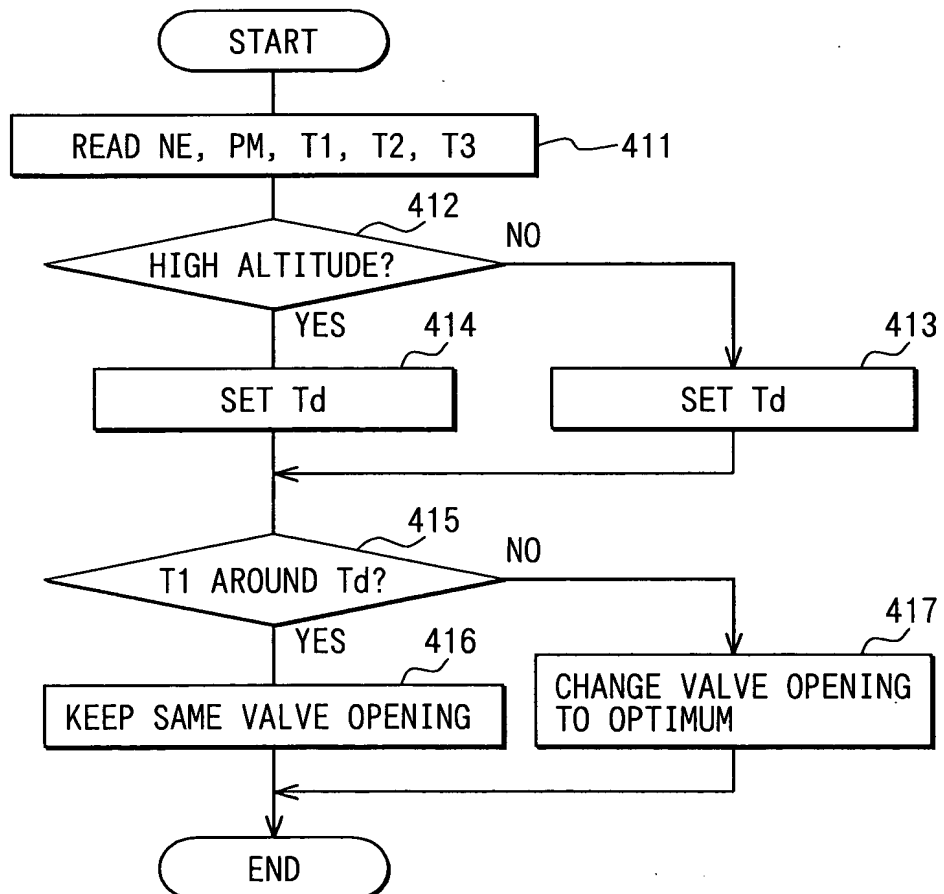 START
READ NE, PM, T1, T2, T3
411
412
NO
HIGH ALTITUDE?
YES
414
413
SET Td
SET Td
415
NO
T1 AROUND Td?
YES
416
417
KEEP SAME VALVE OPENING
CHANGE VALVE OPENING
TO OPTIMUM
END